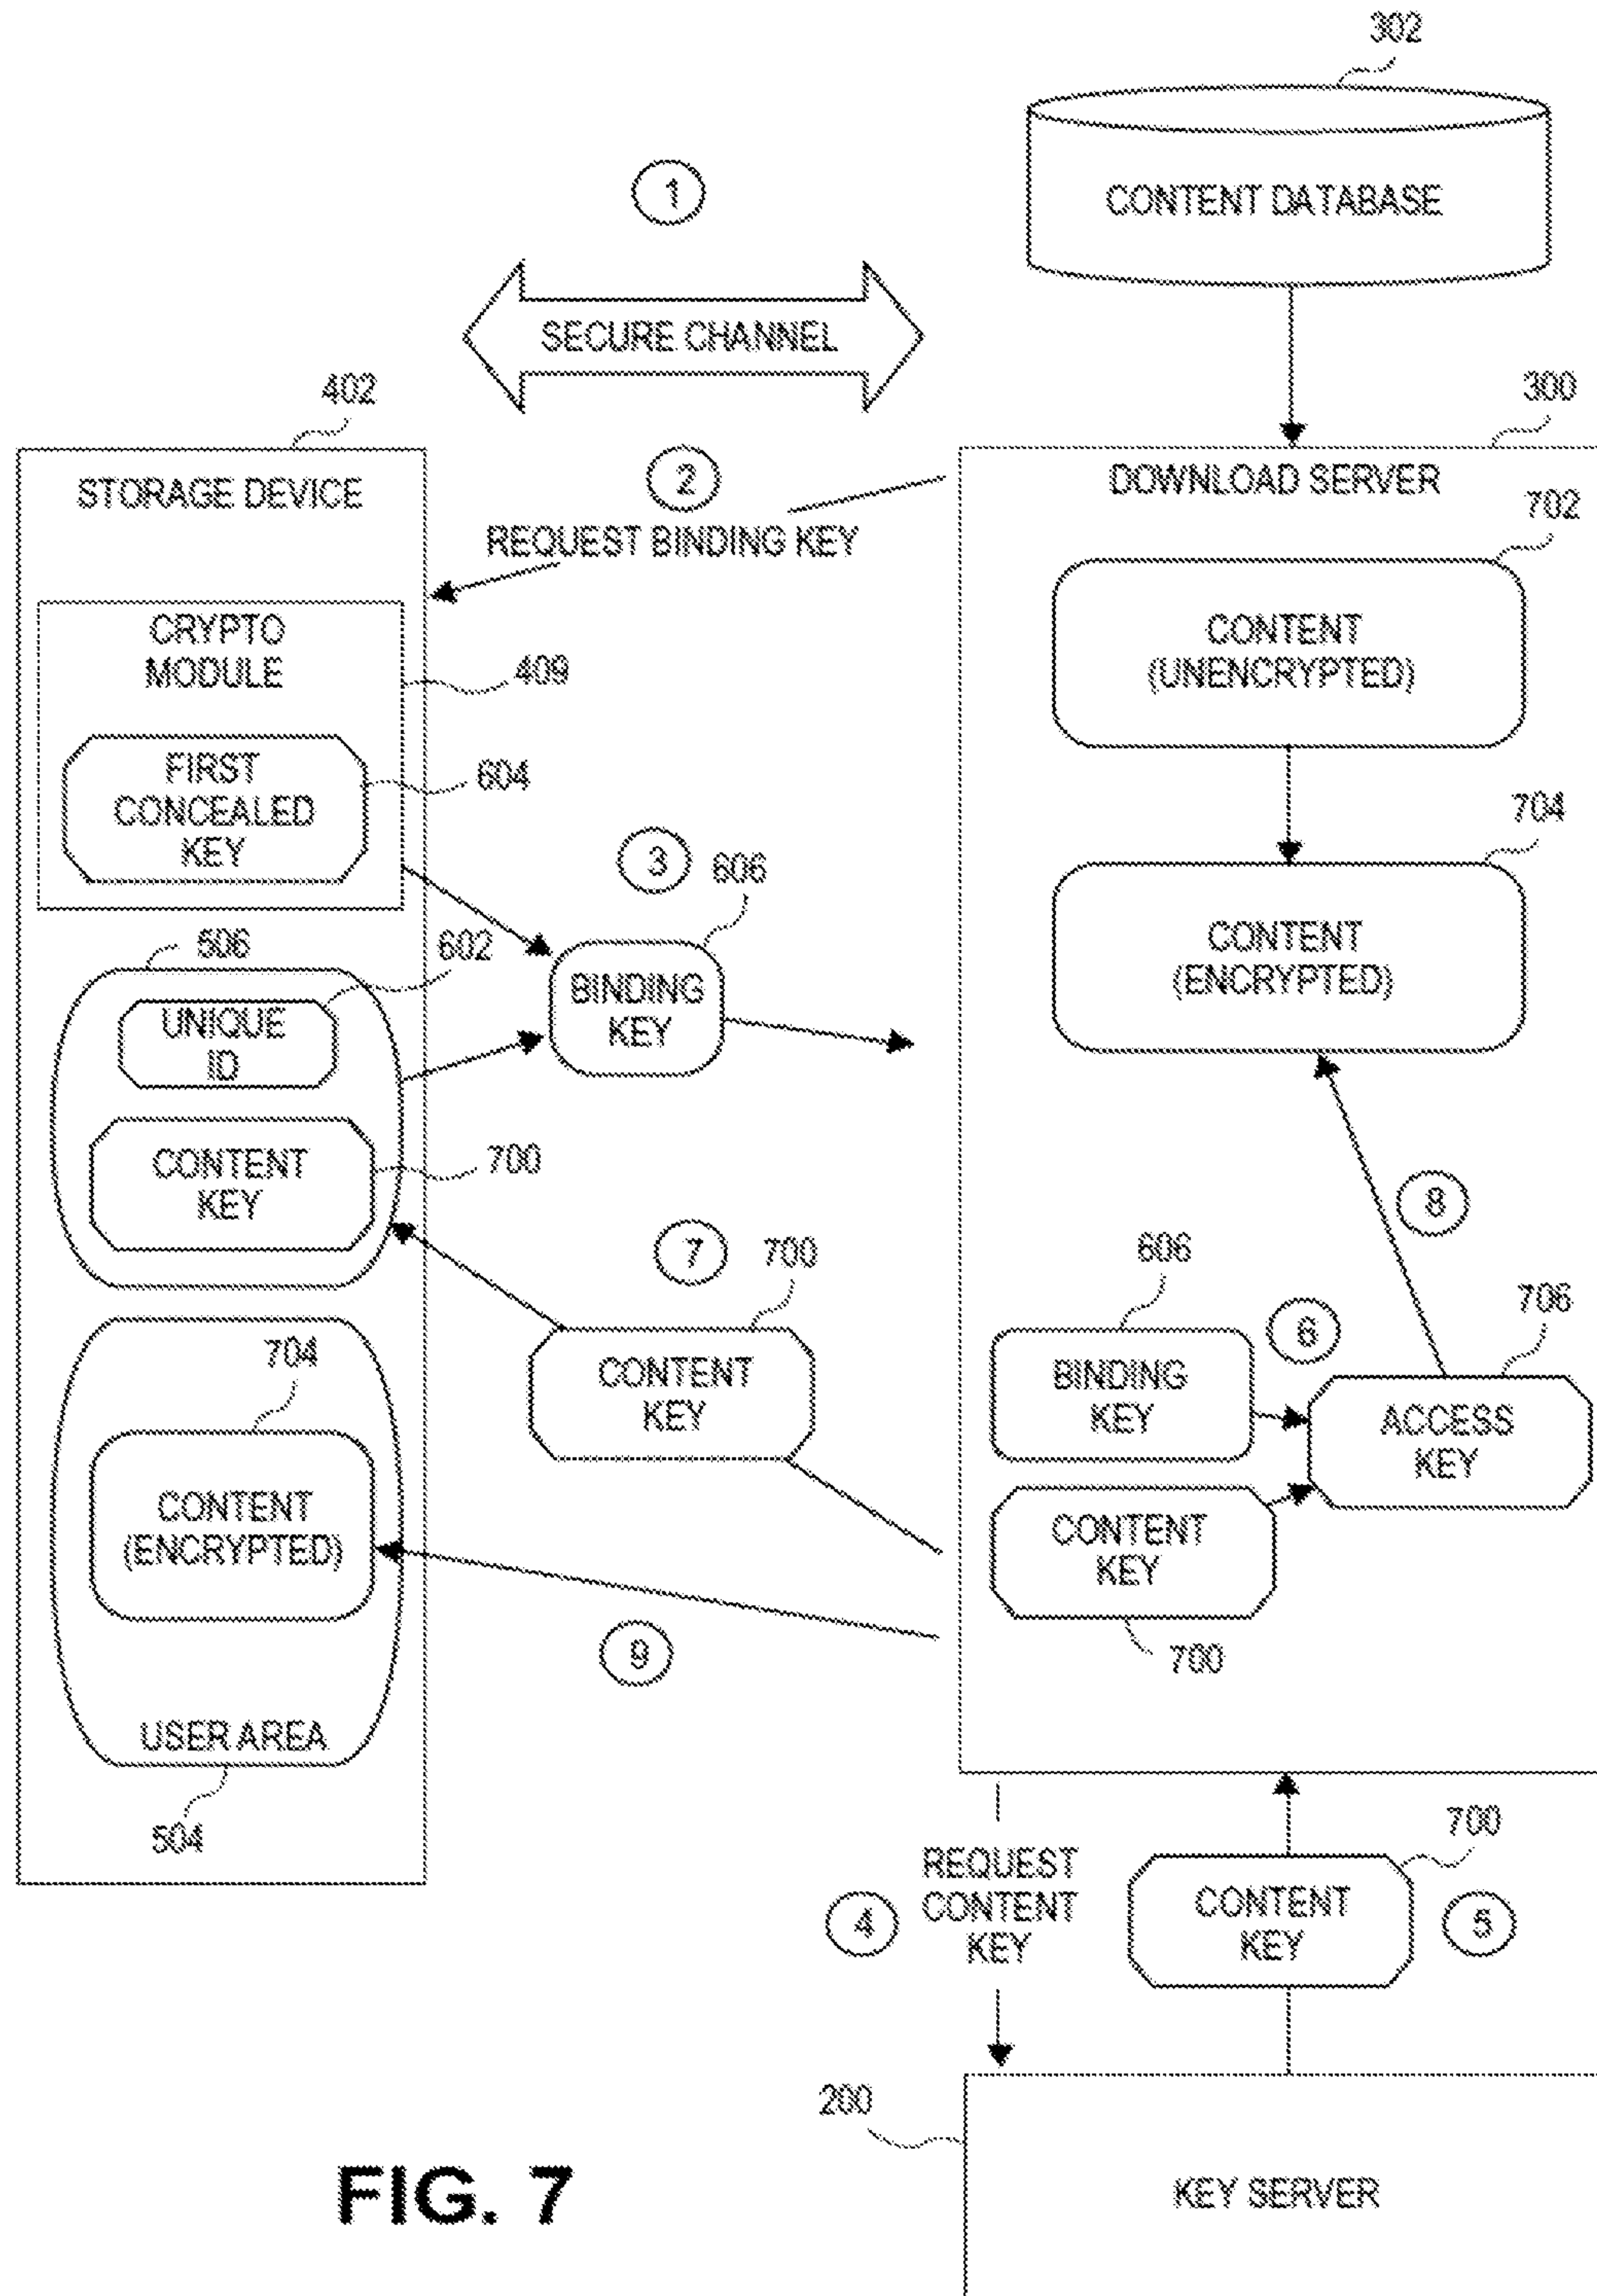 302
CONTENT DATABASE
1
SECURE CHANNEL
402
300
STORAGE DEVICE
2
REQUEST BINDING KEY
DOWNLOAD SERVER
702
CONTENT
(UNENCRYPTED)
CRYPTO
MODULE
409
FIRST
CONCEALED
KEY
604
704
CONTENT
(ENCRYPTED)
3
606
BINDING
KEY
506
602
UNIQUE
ID
CONTENT
KEY
700
8
7
700
CONTENT
KEY
606
BINDING
KEY
6
706
ACCESS
KEY
CONTENT
KEY
700
704
CONTENT
(ENCRYPTED)
9
USER AREA
504
REQUEST
CONTENT
KEY
4
700
CONTENT
KEY
5
200
KEY SERVER
FIG. 7